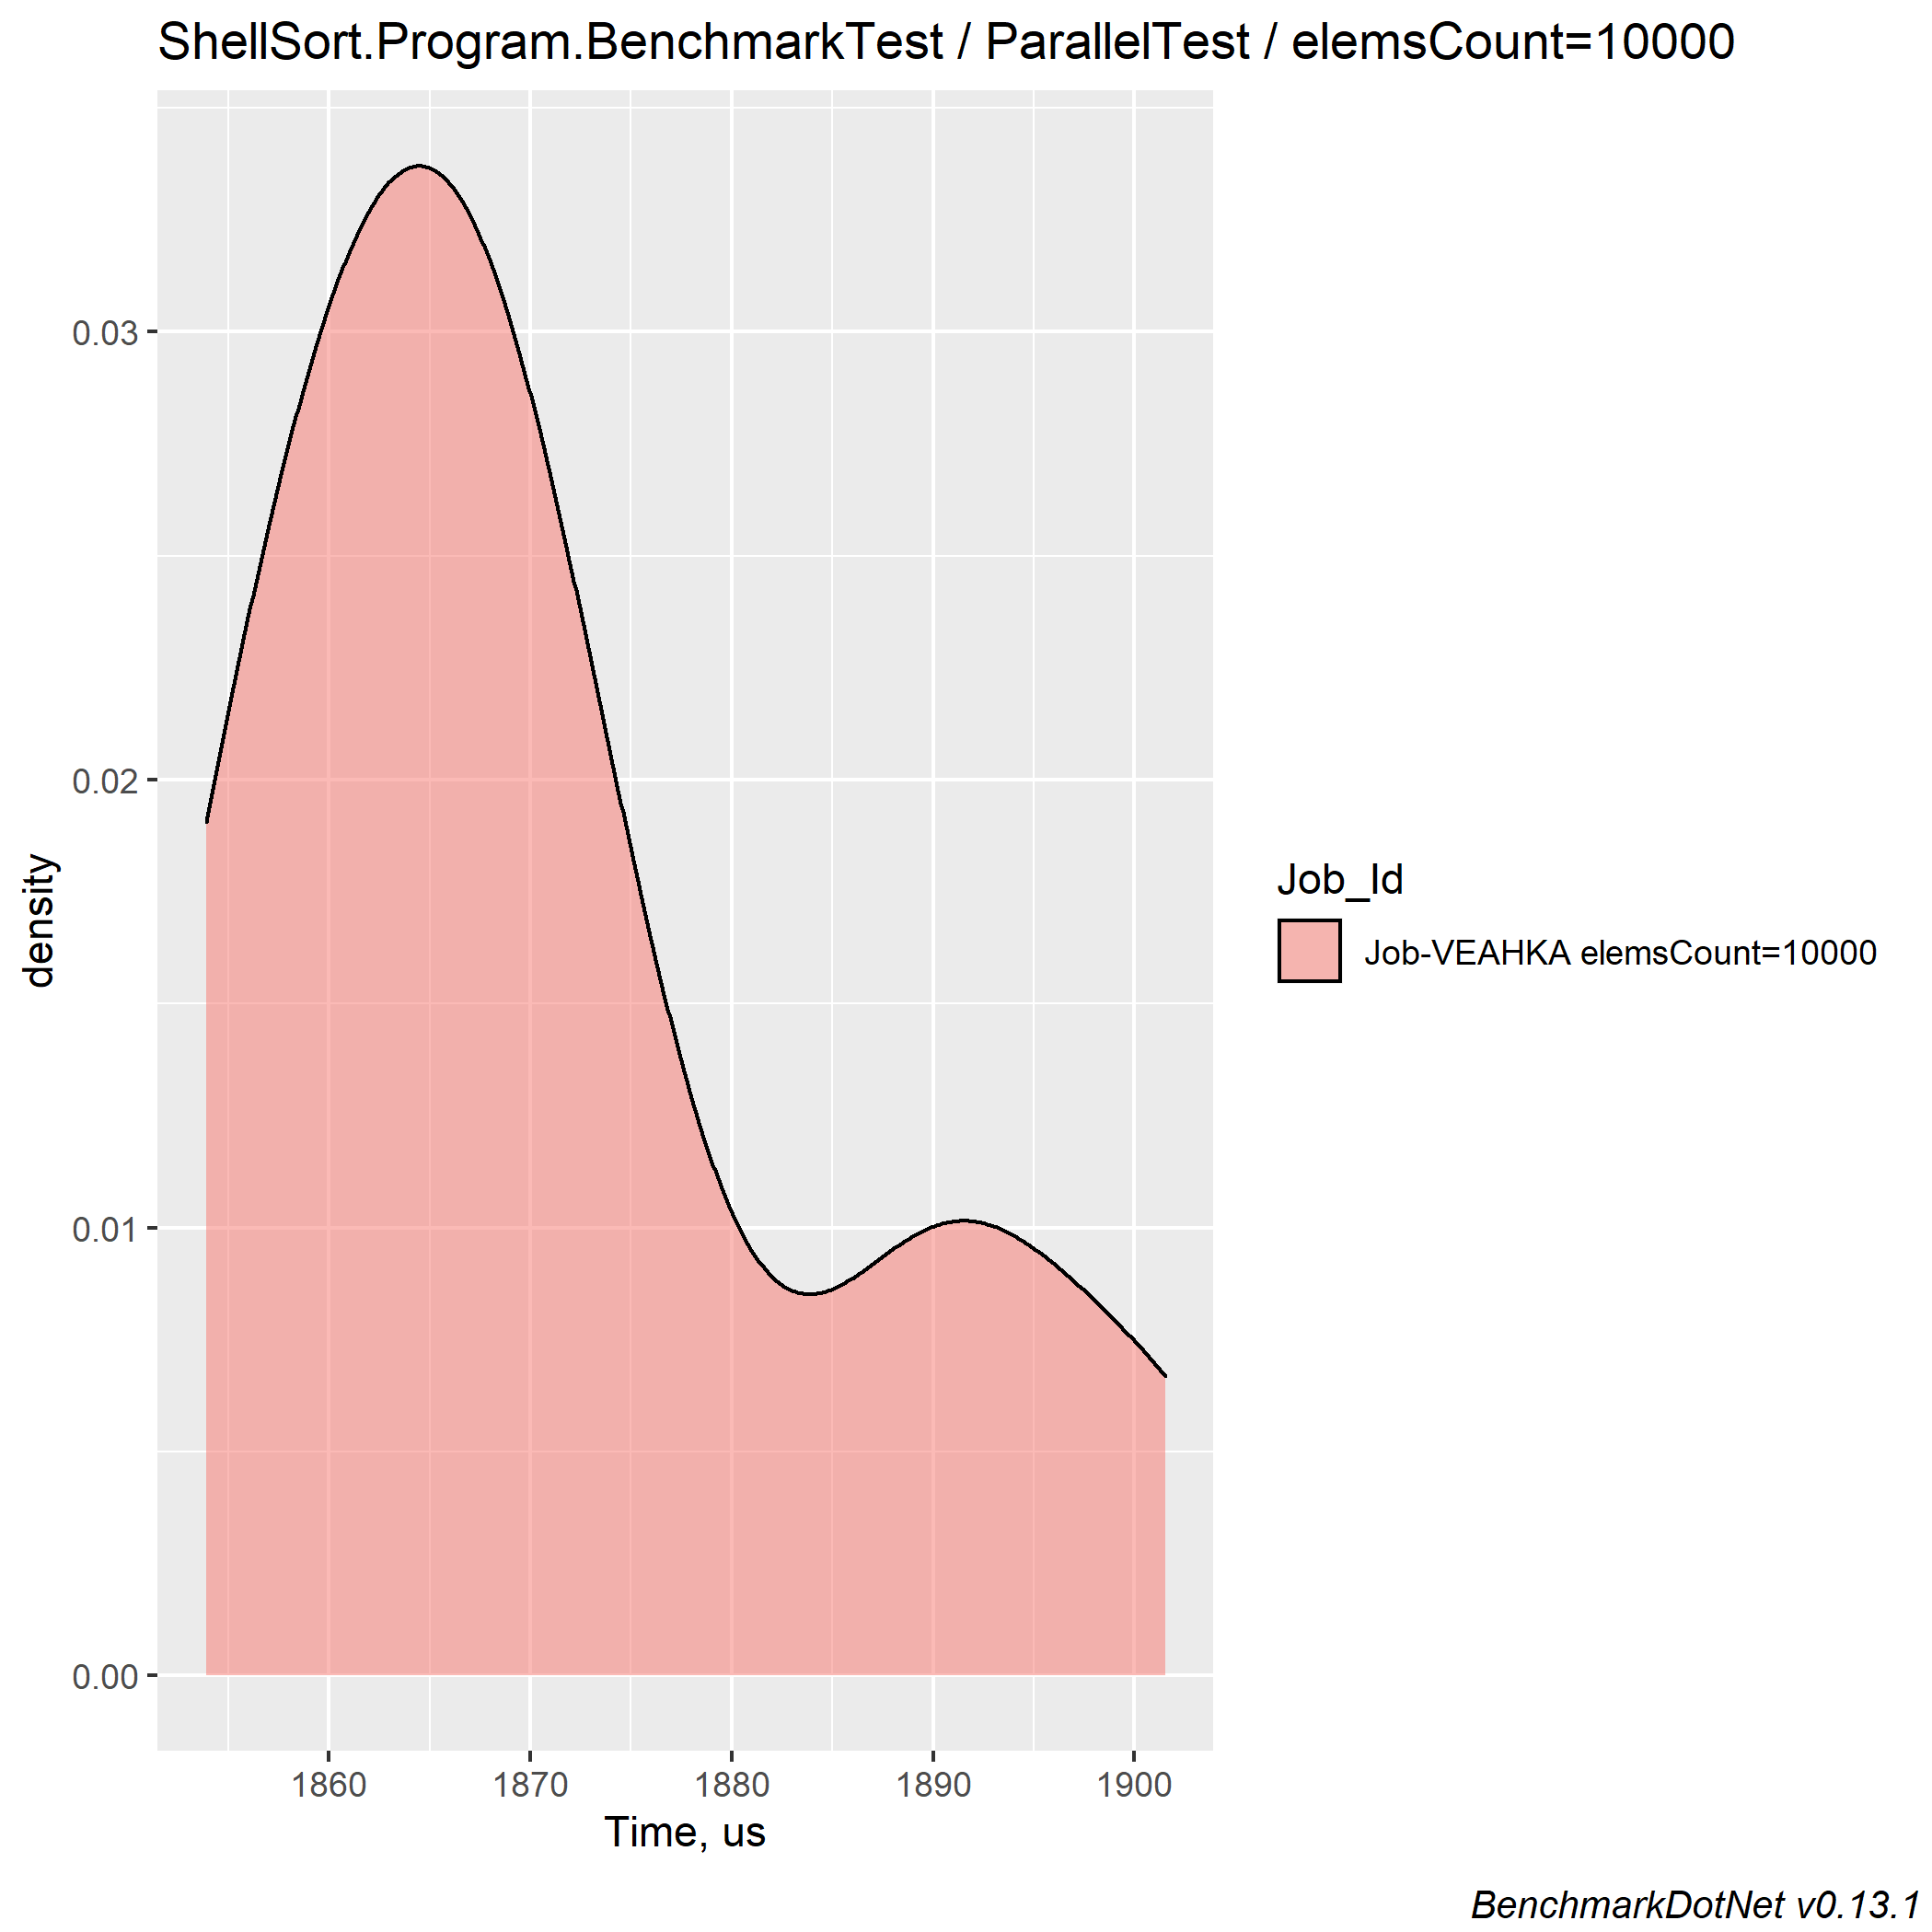 ShellSort.Program.BenchmarkTest / ParallelTest / elemsCount=10000
0.03
0.02
0.01
0.00
density
1860 1870 1880 1890 1900
Time, us
Job_Id
Job-VEAHKA elemsCount=10000
BenchmarkDotNet v0.13.1